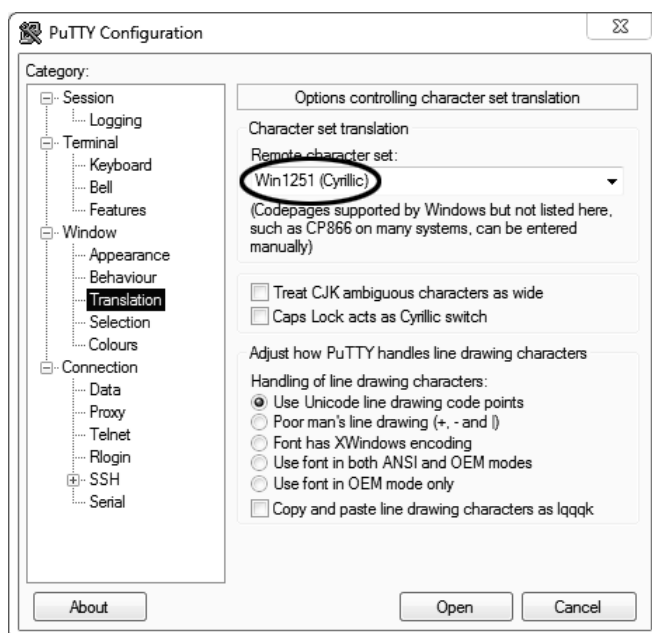 PuTTY Configuration
Category:
Session
Logging
Terminal
Keyboard
Bell
Features
Window
Appearance
Behaviour
Translation
Selection
Colours
Connection
Data
Proxy
Telnet
Rlogin
SSH
Serial
Options controlling character set translation
Character set translation
Remote character set:
Win1251 (Cyrillic)
(Codepages supported by Windows but not listed here,
such as CP866 on many systems, can be entered
manually)
Treat CJK ambiguous characters as wide
Caps Lock acts as Cyrillic switch
Adjust how PuTTY handles line drawing characters
Handling of line drawing characters:
Use Unicode line drawing code points
Poor man's line drawing (+, - and |)
Font has XWindows encoding
Use font in both ANSI and OEM modes
Use font in OEM mode only
Copy and paste line drawing characters as lqqqk
About
Open
Cancel